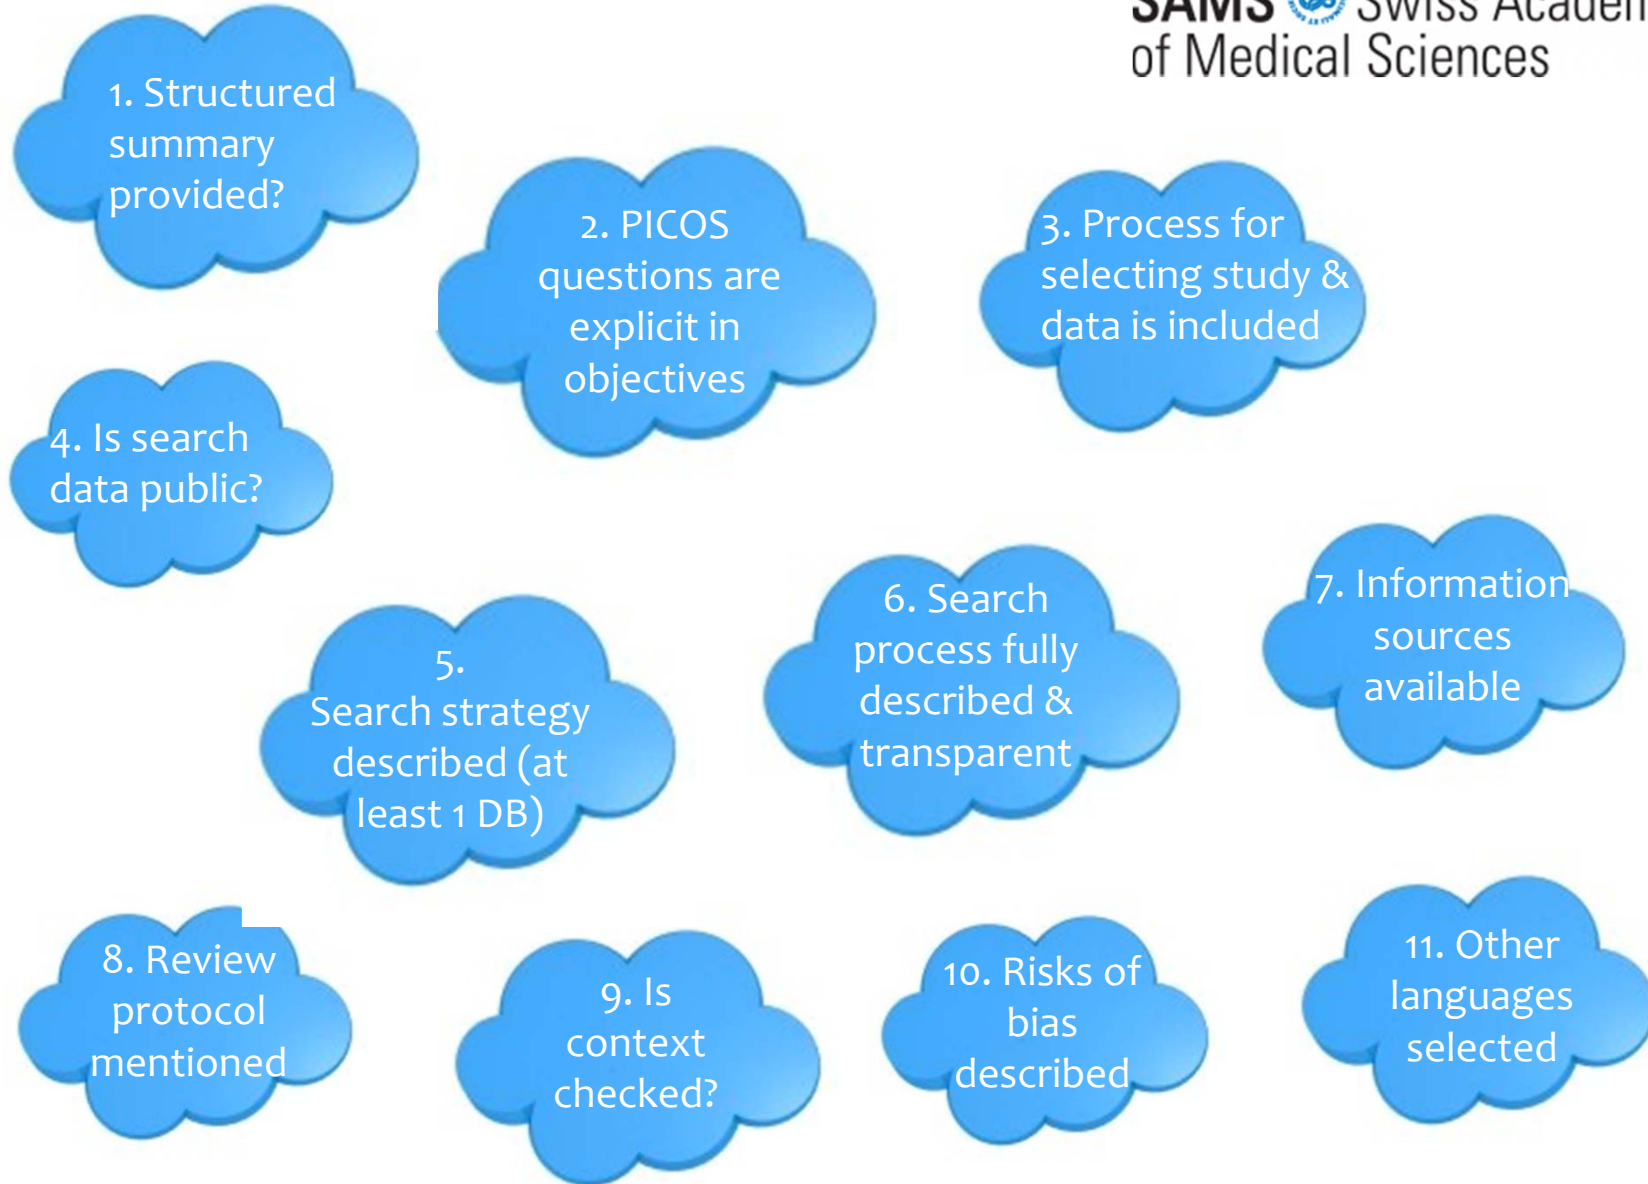 SAMS Swiss
of Medical Sciences
1. Structured
summary
provided?
2. PICOS
questions are
explicit in
objectives
3. Process for
selecting study &
data is included
4. Is search
data public?
5.
Search strategy
described (at
least 1 DB)
6. Search
process fully
described &
transparent
7. Information
sources
available
8. Review
protocol
mentioned
9. Is
context
checked?
10. Risks of
bias
described
11. Other
languages
selected